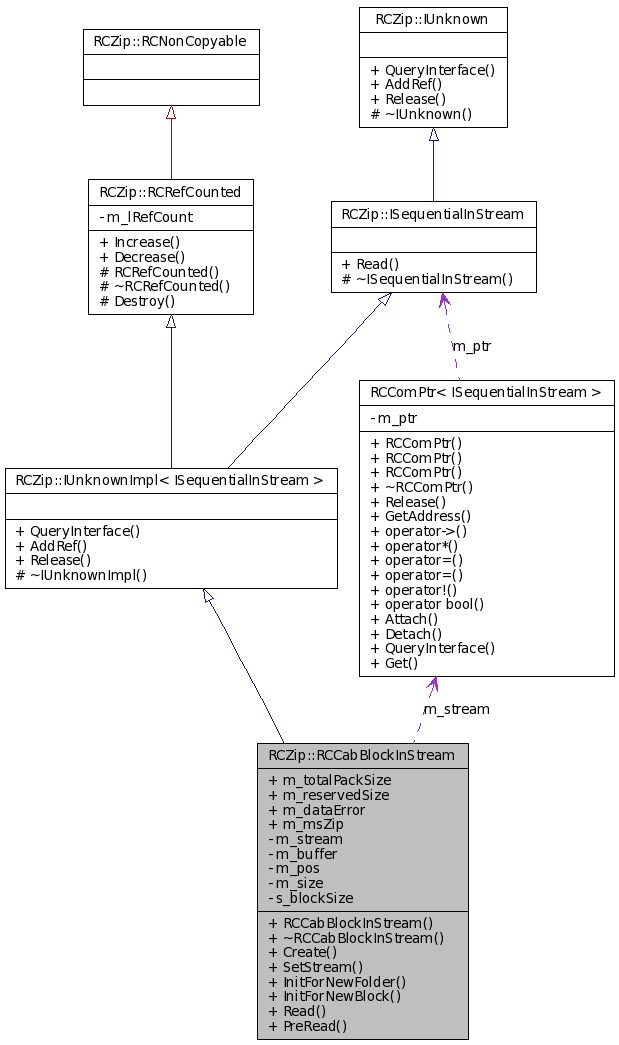 RCZip::RCNonCopyable
RCZip::IUnknown
+ QueryInterface()
+ AddRef()
+ Release()
# ~IUnknown()
RCZip::RCRefCounted
- m_lRefCount
+ Increase()
+ Decrease()
# RCRefCounted()
# ~RCRefCounted()
# Destroy()
RCZip::ISequentialInStream
+ Read()
# ~ISequentialInStream()
m_ptr
RCComPtr< ISequentialInStream >
- m_ptr
+ RCComPtr()
+ RCComPtr()
+ RCComPtr()
+ ~RCComPtr()
+ Release()
+ GetAddress()
+ operator->()
+ operator*()
+ operator=()
+ operator=()
+ operator!()
+ operator bool()
+ Attach()
+ Detach()
+ QueryInterface()
+ Get()
RCZip::IUnknownImpl< ISequentialInStream >
+ QueryInterface()
+ AddRef()
+ Release()
# ~IUnknownImpl()
m_stream
RCZip::RCCabBlockInStream
+ m_totalPackSize
+ m_reservedSize
+ m_dataError
+ m_msZip
- m_stream
- m_buffer
- m_pos
- m_size
- s_blockSize
+ RCCabBlockInStream()
+ ~RCCabBlockInStream()
+ Create()
+ SetStream()
+ InitForNewFolder()
+ InitForNewBlock()
+ Read()
+ PreRead()